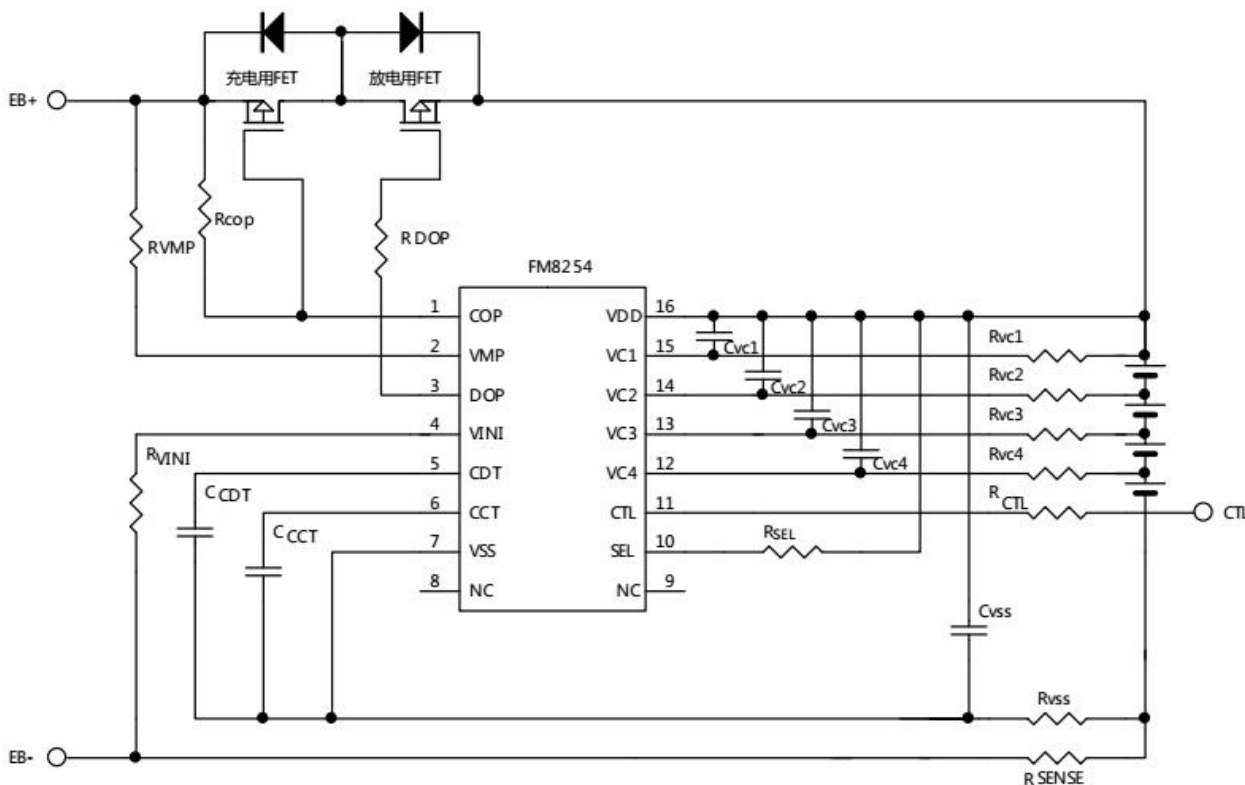 充电用FET 放电用FET
EB+
Rcop
RVMP
R DOP
FM8254
1 COP VDD 16
2 VMP VC1 15
3 DOP VC2 14
4 VINI VC3 13
5 CDT VC4 12
6 CCT CTL 11
7 VSS SEL 10
8 NC NC 9
Cvc1
Cvc2
Cvc3
Cvc4
Rvc1
Rvc2
Rvc3
Rvc4
R CTL
CTL
RVINI
C CDT
C CCT
RSEL
Cvss
Rvss
EB-
R SENSE